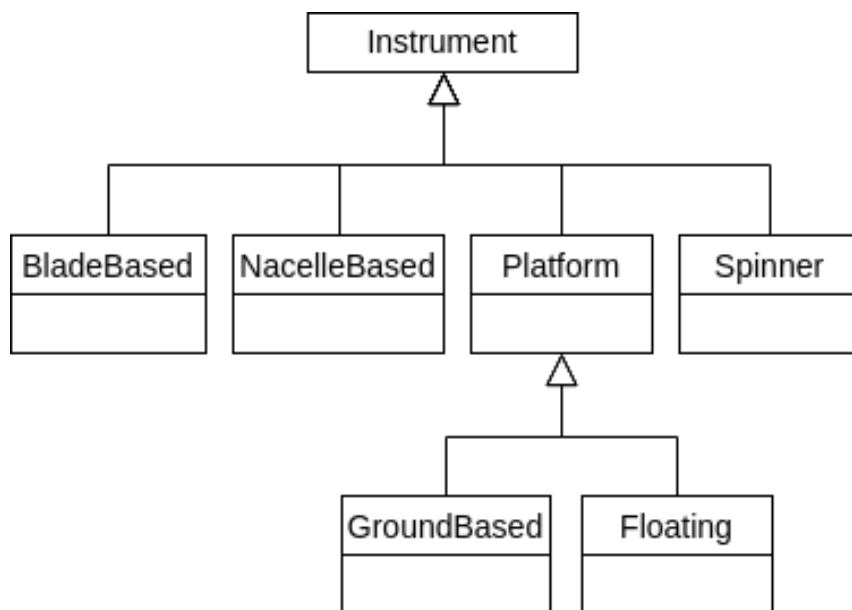 Instrument
BladeBased
NacelleBased
Platform
Spinner
GroundBased
Floating